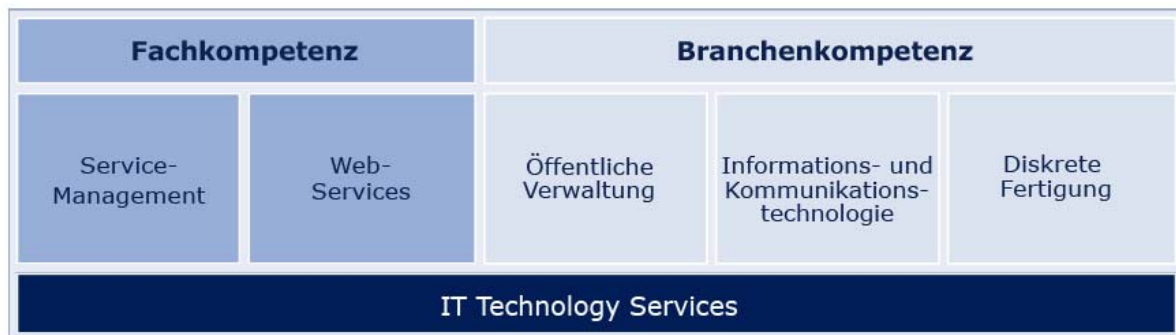 Fachkompetenz
Branchenkompetenz
Service-
Management
Web-
Services
Öffentliche
Verwaltung
Informations- und
Kommunikations-
technologie
Diskrete
Fertigung
IT Technology Services